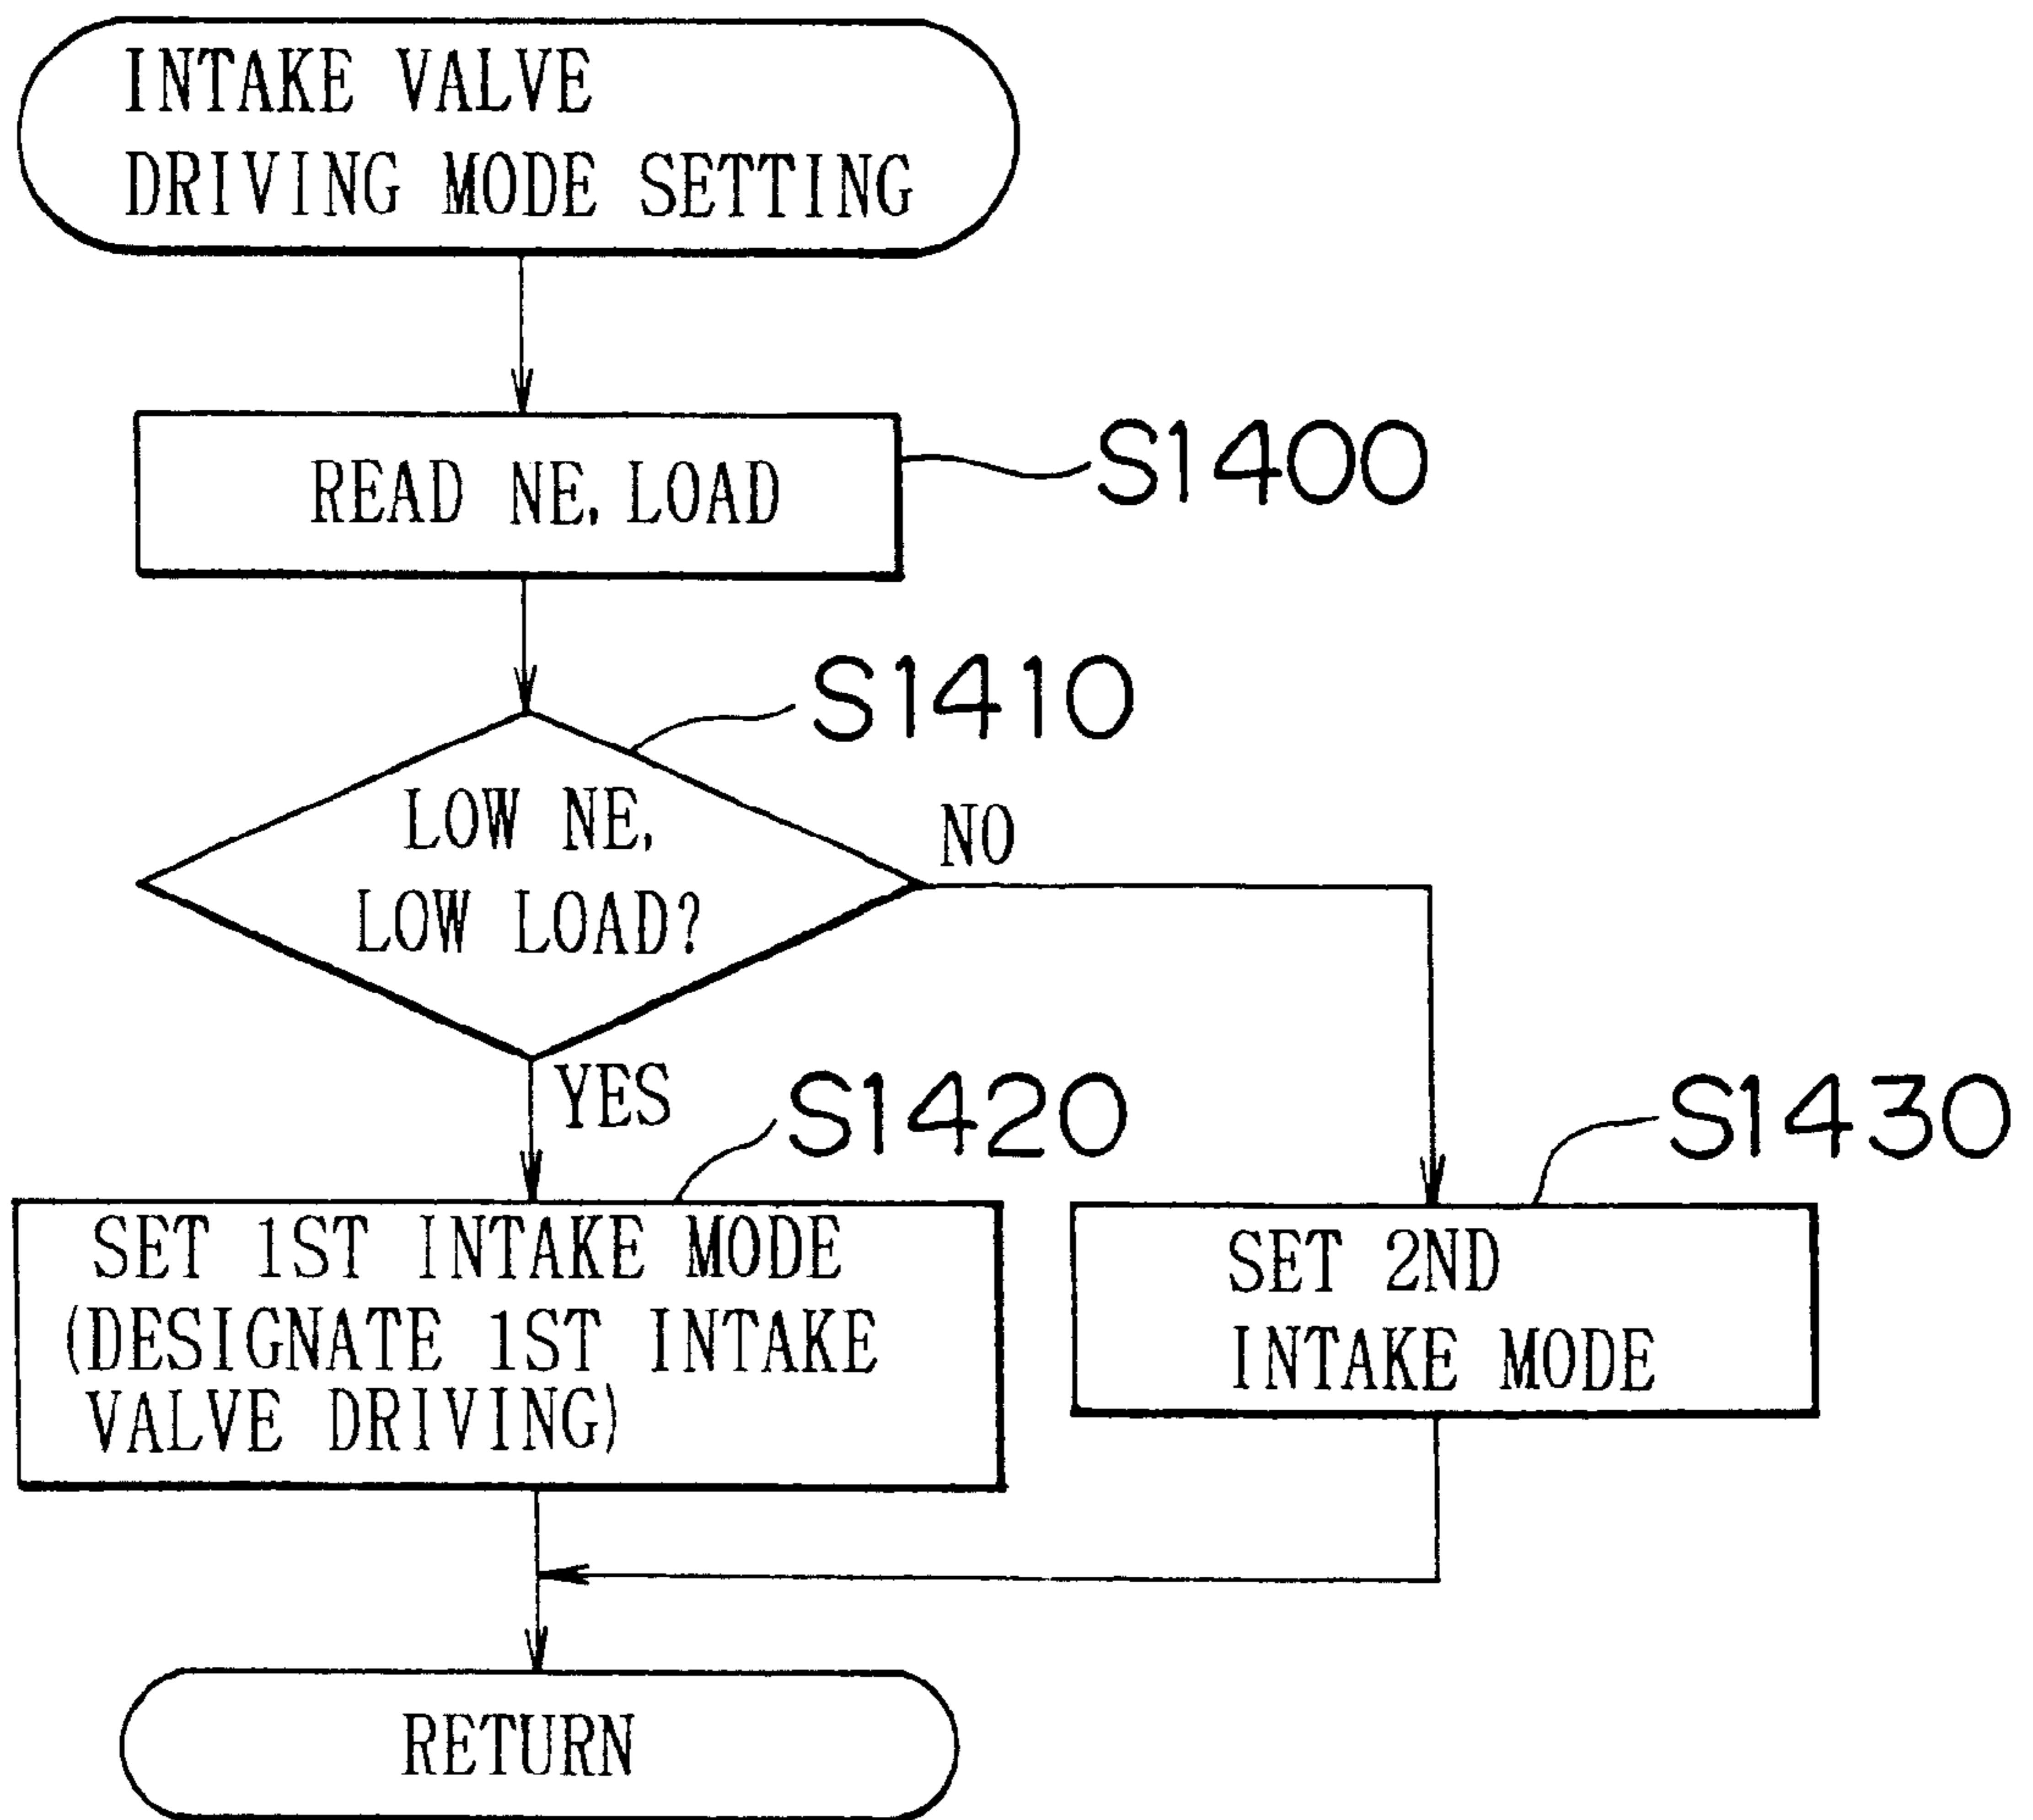 INTAKE VALVE
DRIVING MODE SETTING
READ NE, LOAD
S1400
S1410
LOW NE,
LOW LOAD?
NO
YES
S1420
S1430
SET 1ST INTAKE MODE
(DESIGNATE 1ST INTAKE
VALVE DRIVING)
SET 2ND
INTAKE MODE
RETURN